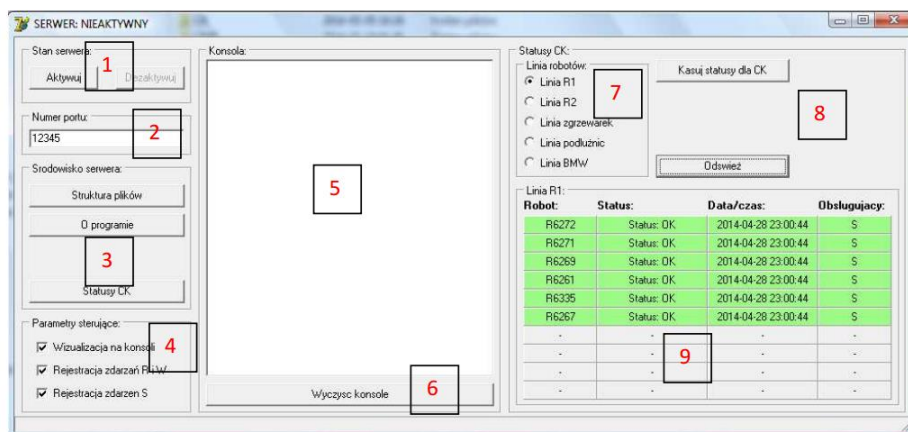 SERWER: NIEAKTYWNY
Stan serwera:
1
Aktywuj
Dezaktywuj
Numer portu:
12345
2
Srodowisko serwera:
Struktura plików
O programie
3
Statusy CK
Parametry sterujące:
4
Wizualizacja na konsoli
Rejestracja zdarzań R i W
Rejestracja zdarzen S
Konsola:
5
Wyczysc konsole
6
Statusy CK:
Linia robotów:
Linia R1
Linia R2
Linia zgrzewarek
Linia podłużnic
Linia BMW
7
Kasuj statusy dla CK
8
Odswież
Linia R1:
Robot: Status: Data/czas: Obslugujacy:
R6272 Status: OK 2014-04-28 23:00:44 S
R6271 Status: OK 2014-04-28 23:00:44 S
R6269 Status: OK 2014-04-28 23:00:44 S
R6261 Status: OK 2014-04-28 23:00:44 S
R6335 Status: OK 2014-04-28 23:00:44 S
R6267 Status: OK 2014-04-28 23:00:44 S
- - - -
- - - -
- - - -
- - - -
9